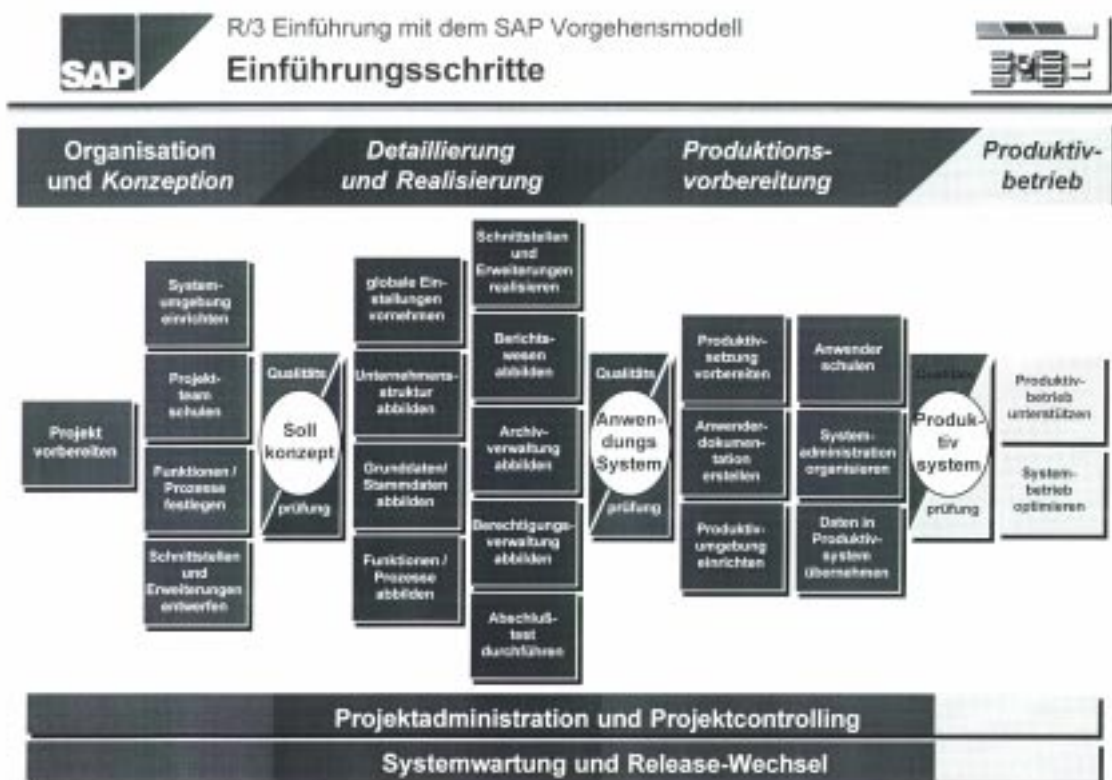 SAP
R/3 Einführung mit dem SAP Vorgehensmodell
Einführungsschritte
Organisation
und Konzeption
Detaillierung
und Realisierung
Produktions-
vorbereitung
Produktiv-
betrieb
Projekt
vorbereiten
System-
umgebung
einrichten
Projekt-
team
schulen
Funktionen /
Prozesse
festlegen
Schnittstellen
und
Erweiterungen
entwerfen
Qualitäts
Soll
konzept
prüfung
globale Ein-
stellungen
vornehmen
Unternehmens-
struktur
abbilden
Grunddaten/
Stammdaten
abbilden
Funktionen /
Prozesse
abbilden
Schnittstellen
und
Erweiterungen
realisieren
Berichts-
wesen
abbilden
Archiv-
verwaltung
abbilden
Berechtigungs-
verwaltung
abbilden
Abschluß-
test
durchführen
Qualitäts
Anwen-
dungs
System
prüfung
Produktiv-
setzung
vorbereiten
Anwender-
dokumen-
tation
erstellen
Produktiv-
umgebung
einrichten
Anwender
schulen
System-
administration
organisieren
Daten in
Produktiv-
system
übernehmen
Qualitäts
Produk-
tiv
system
prüfung
Produktiv-
betrieb
unterstützen
System-
betrieb
optimieren
Projektadministration und Projektcontrolling
Systemwartung und Release-Wechsel